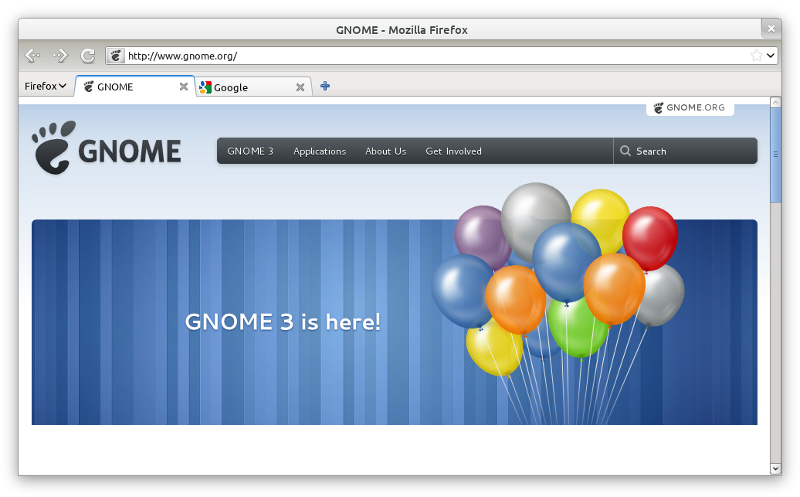 GNOME - Mozilla Firefox
http://www.gnome.org/
Firefox GNOME Google
GNOME.ORG
GNOME
GNOME 3 Applications About Us Get Involved Search
GNOME 3 is here!